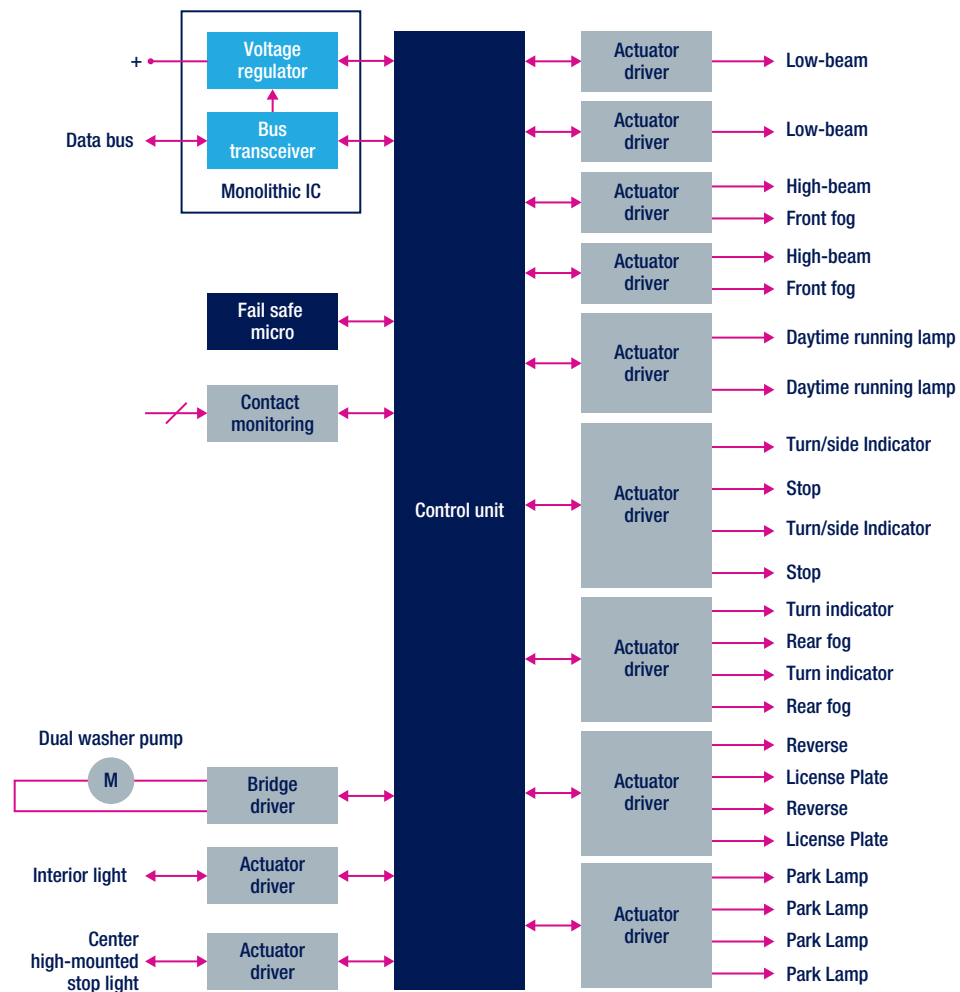 +
Voltage
regulator
Data bus
Bus
transceiver
Monolithic IC
Fail safe
micro
Contact
monitoring
Dual washer pump
M
Bridge
driver
Interior light
Actuator
driver
Center
high-mounted
stop light
Actuator
driver
Control unit
Actuator
driver
Low-beam
Actuator
driver
Low-beam
Actuator
driver
High-beam
Front fog
Actuator
driver
High-beam
Front fog
Actuator
driver
Daytime running lamp
Daytime running lamp
Actuator
driver
Turn/side Indicator
Stop
Turn/side Indicator
Stop
Actuator
driver
Turn indicator
Rear fog
Turn indicator
Rear fog
Actuator
driver
Reverse
License Plate
Reverse
License Plate
Actuator
driver
Park Lamp
Park Lamp
Park Lamp
Park Lamp